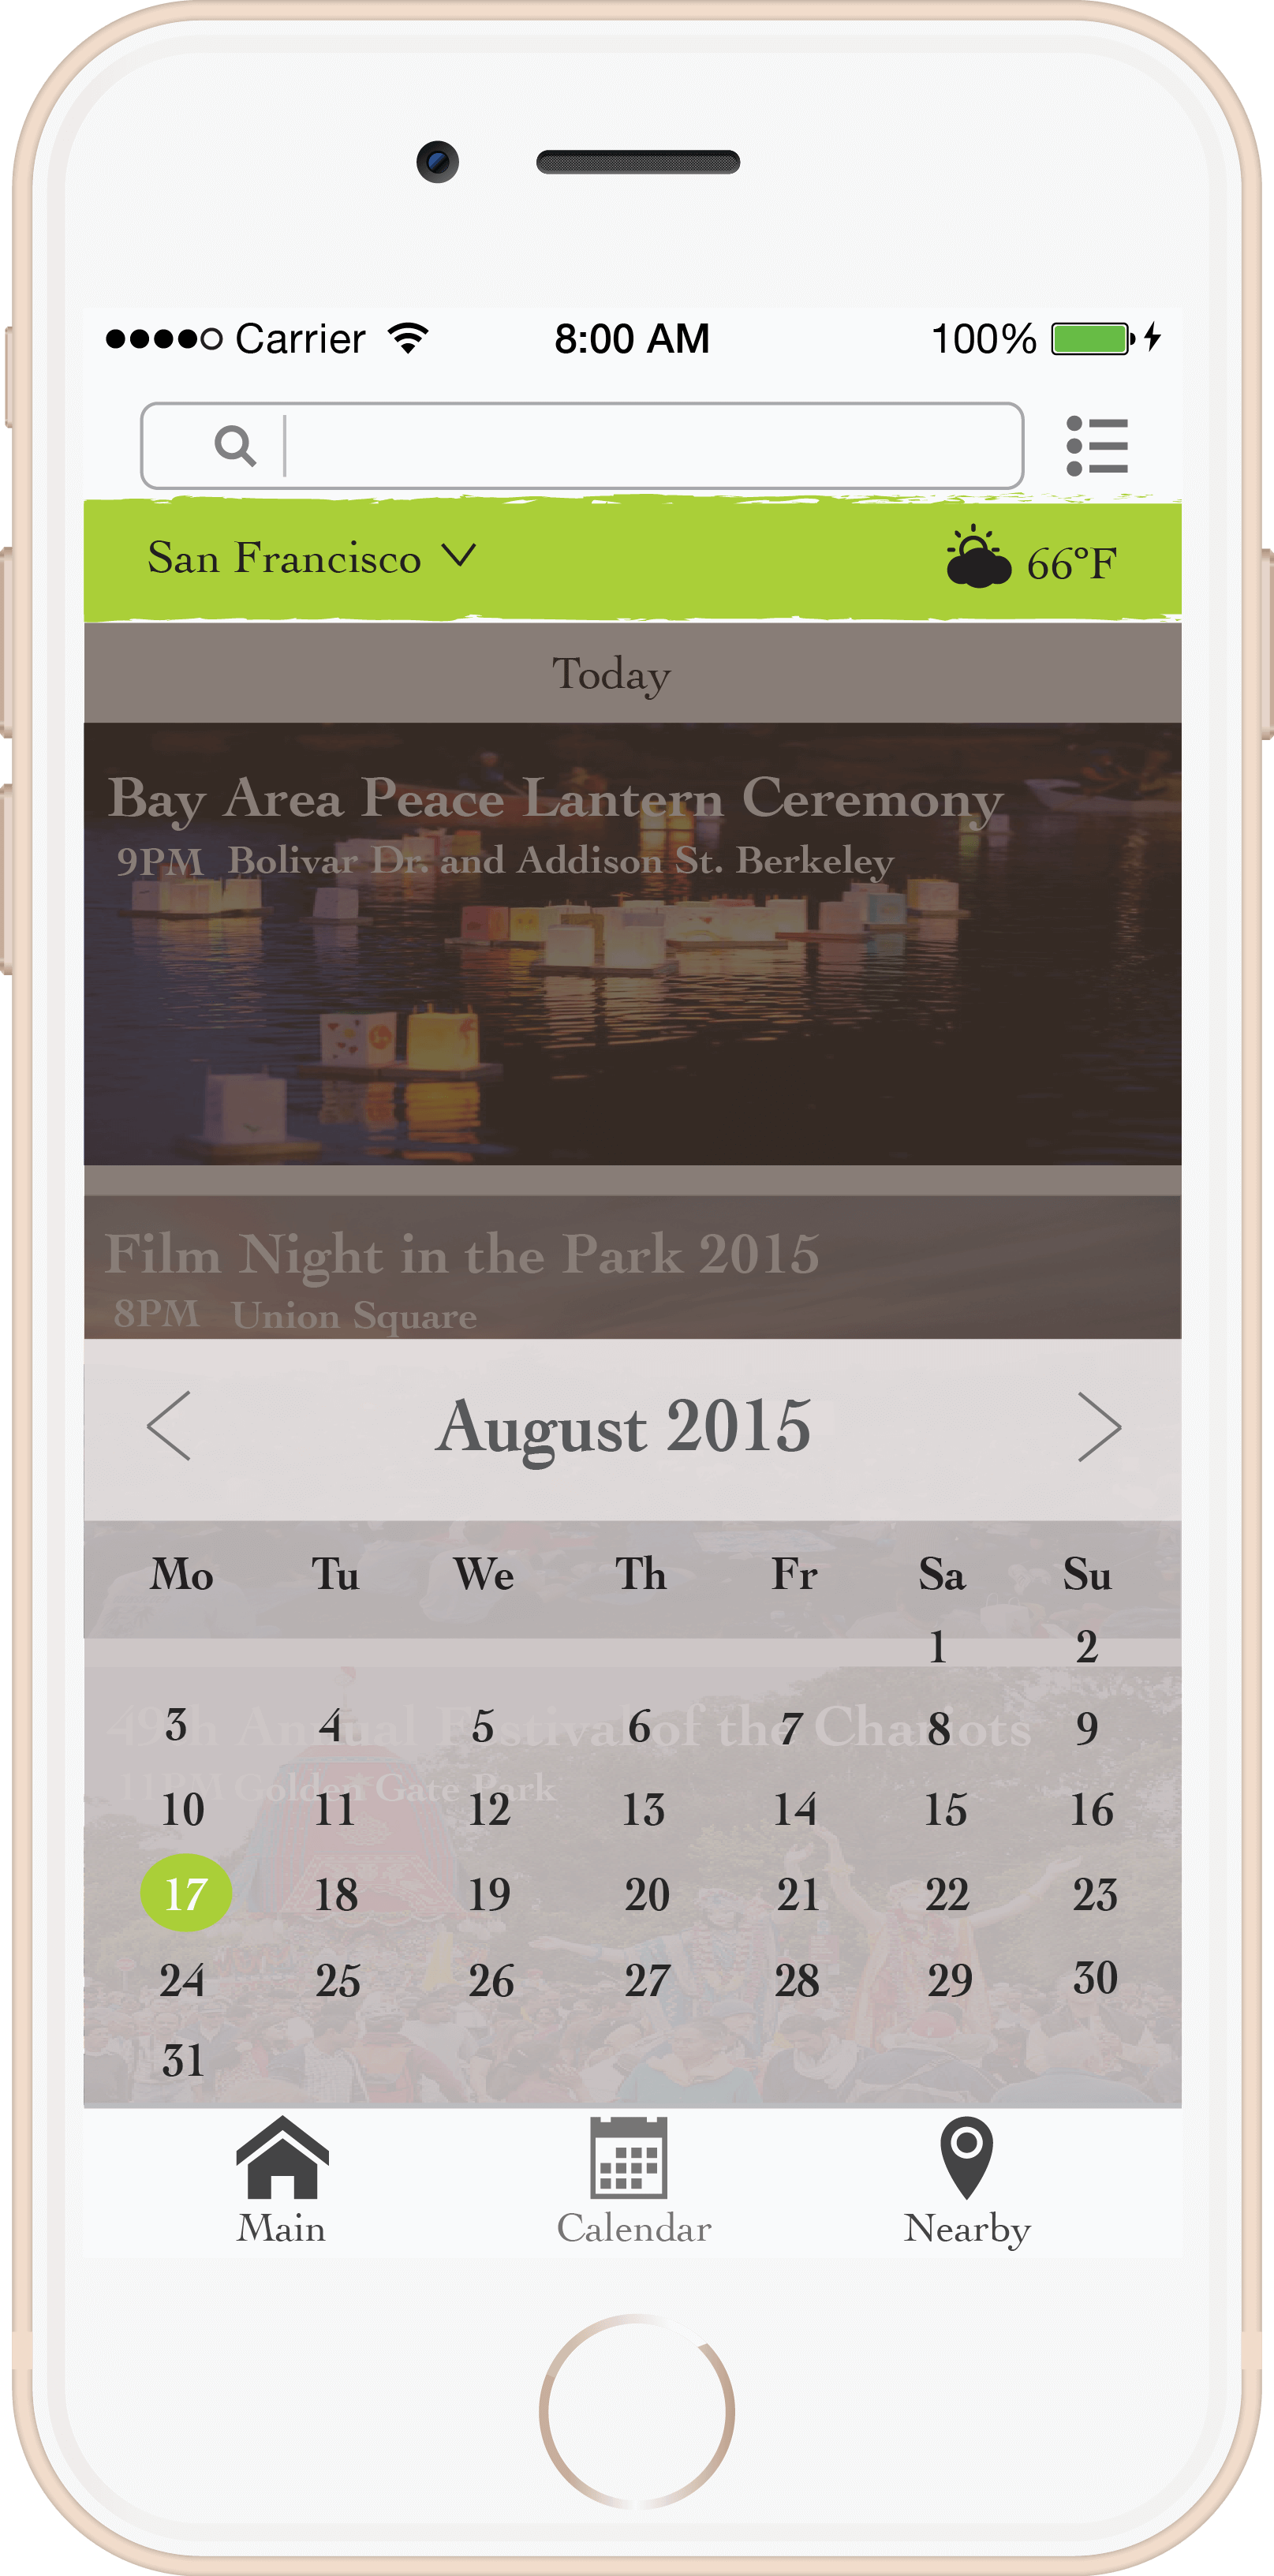 Carrier 8:00 AM 100%
San Francisco 66°F
Today
Bay Area Peace Lantern Ceremony
9PM Bolivar Dr. and Addison St. Berkeley
Film Night in the Park 2015
8PM Union Square
August 2015
Mo Tu We Th Fr Sa Su
1 2
3 4 5 6 7 8 9
49th Annual Festival of the Chariots
11PM Golden Gate Park
10 11 12 13 14 15 16
17 18 19 20 21 22 23
24 25 26 27 28 29 30
31
Main Calendar Nearby